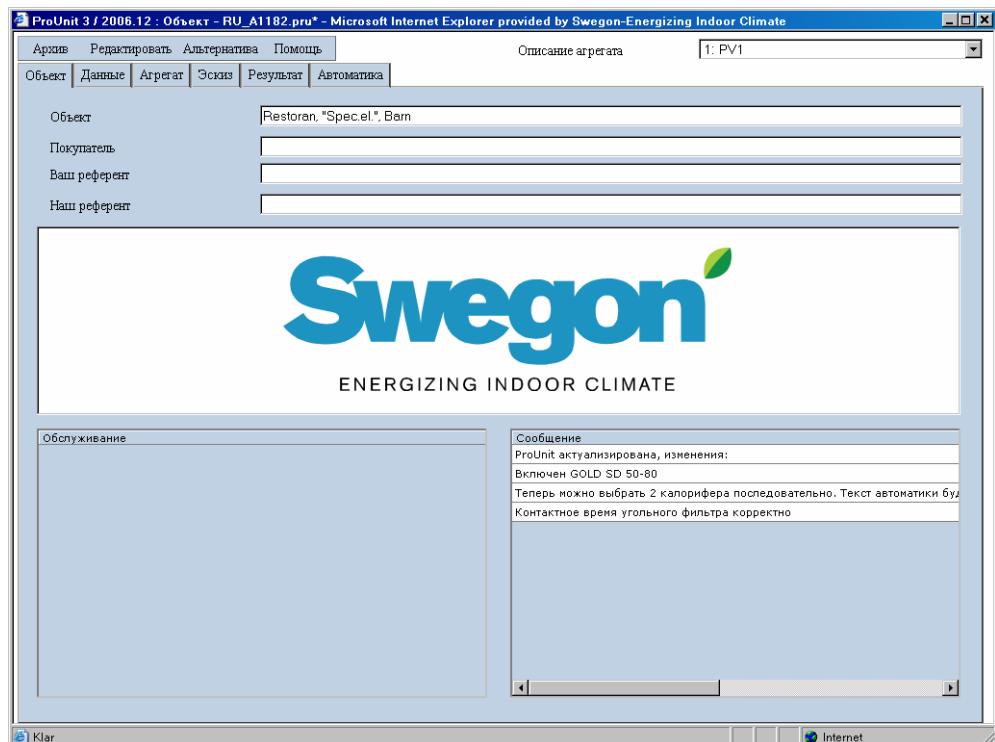 ProUnit 3 / 2006.12 : Объект - RU_A1182.pru* - Microsoft Internet Explorer provided by Swegon-Energizing Indoor Climate
Архив Редактировать Альтернатива Помощь
Описание агрегата 1: PV1
Объект Данные Агрегат Эскиз Результат Автоматика
Объект Restoran, "Spec.el.", Barn
Покупатель
Ваш референт
Наш референт
Swegon
ENERGIZING INDOOR CLIMATE
Обслуживание
Сообщение
ProUnit актуализирована, изменения:
Включен GOLD SD 50-80
Теперь можно выбрать 2 калорифера последовательно. Текст автоматики
Контактное время угольного фильтра корректно
Klar
Internet